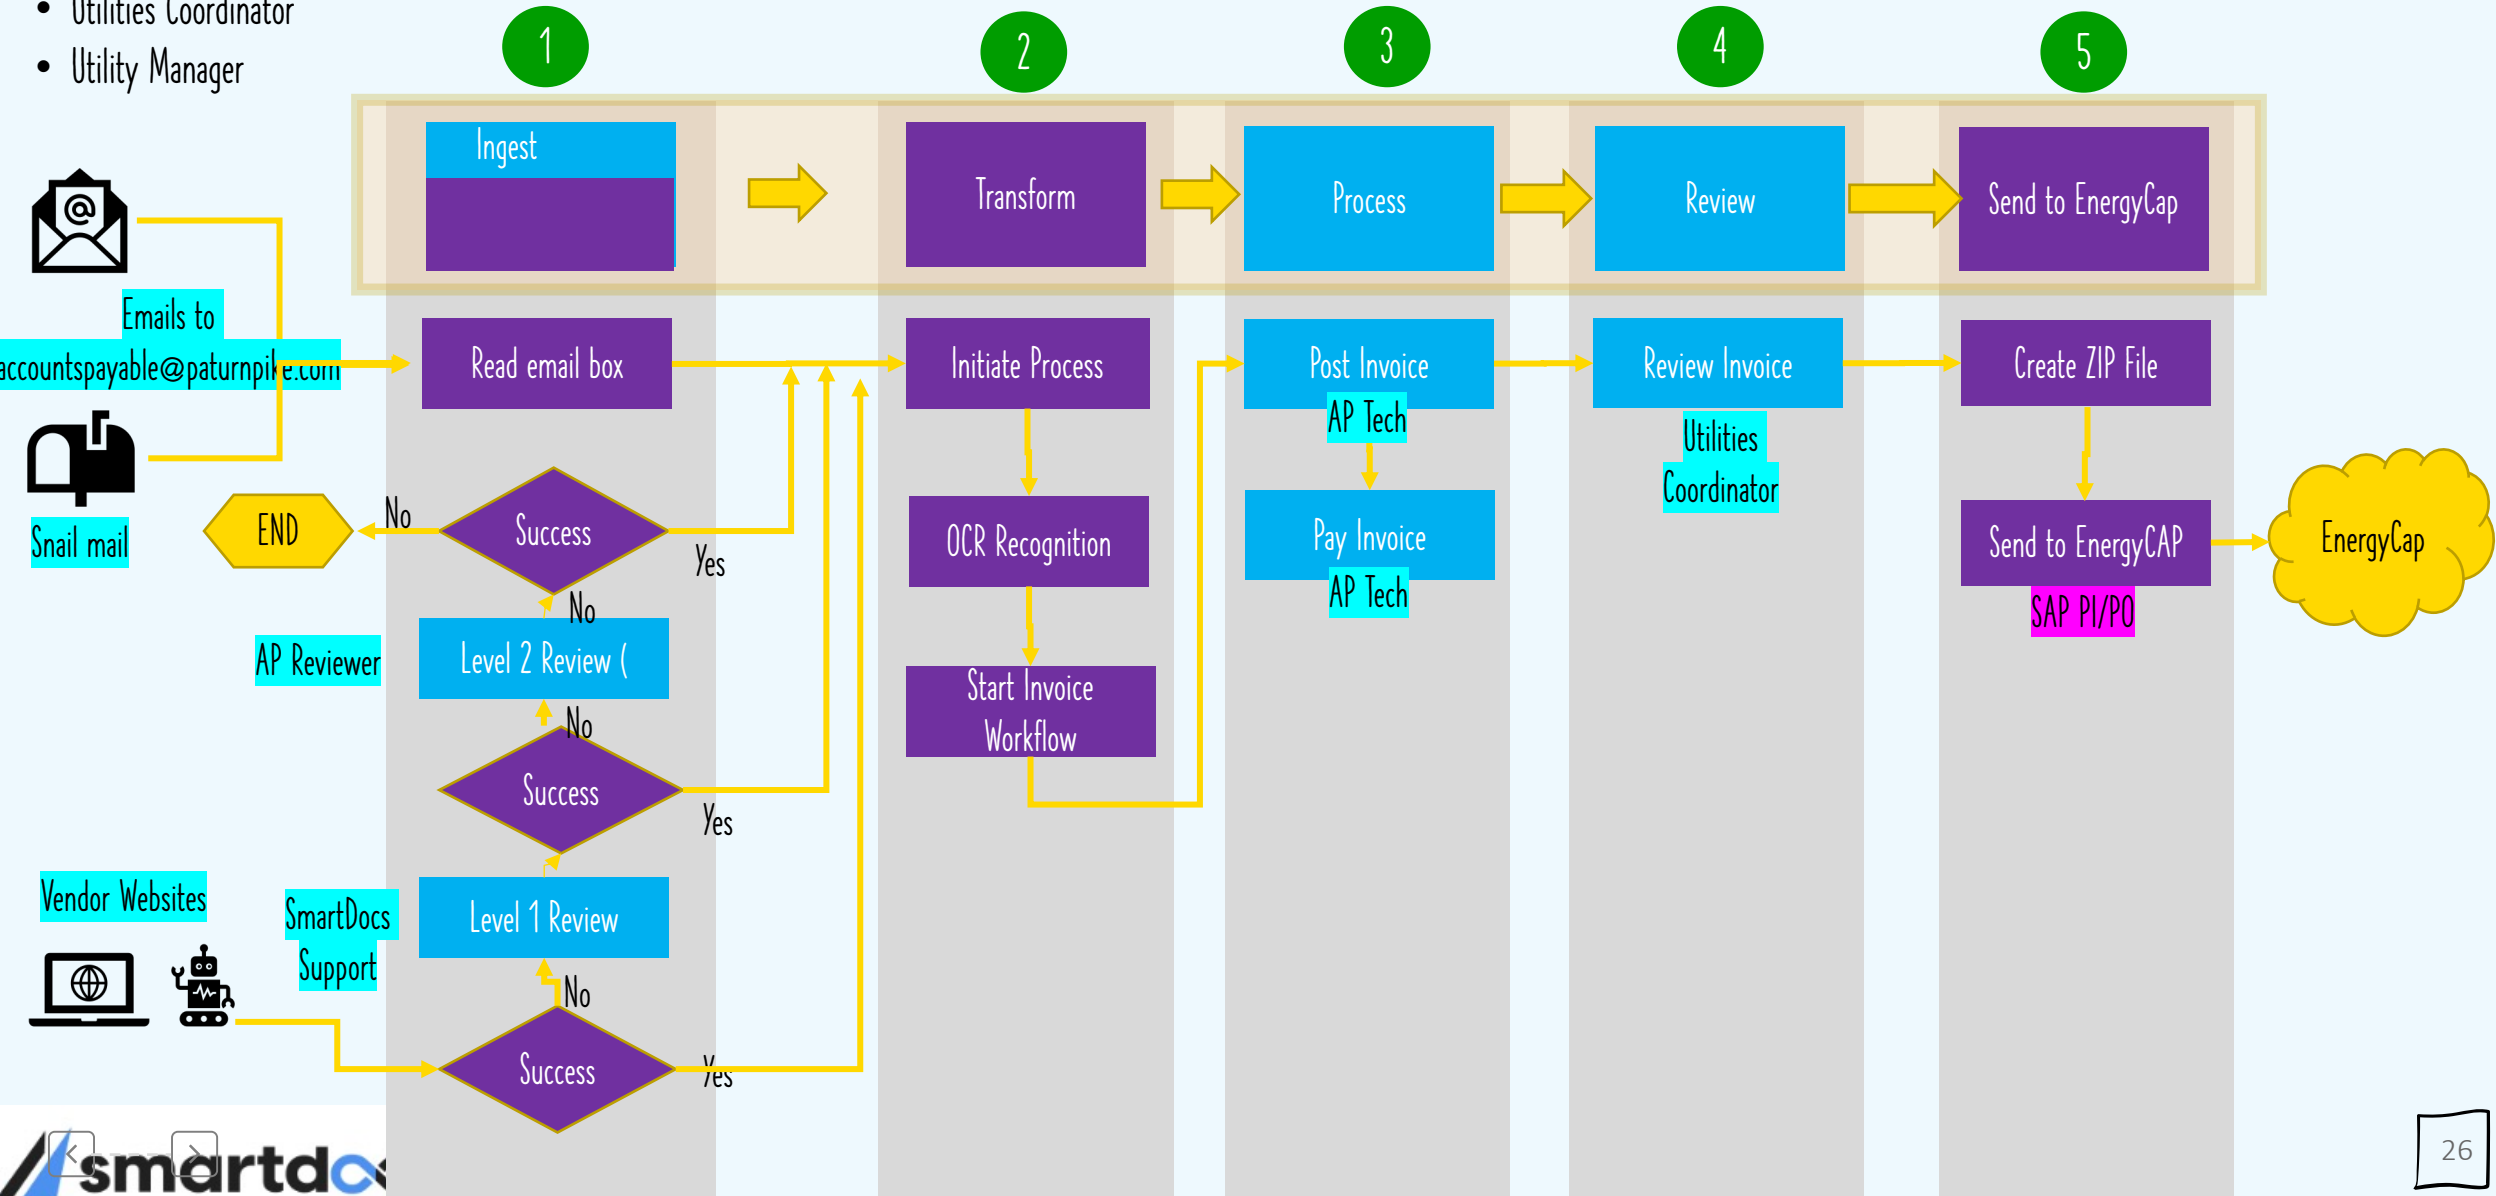 Utilities Coordinator
Utility Manager
1
2
3
4
5
Ingest
Transform
Process
Review
Send to EnergyCap
Emails to
accountspayable@paturnpike.com
Read email box
Initiate Process
Post Invoice
AP Tech
Review Invoice
Utilities
Coordinator
Create ZIP File
Snail mail
END
No
Success
Yes
OCR Recognition
Pay Invoice
AP Tech
Send to EnergyCAP
SAP PI/PO
EnergyCap
No
AP Reviewer
Level 2 Review (
Start Invoice
Workflow
No
Success
Yes
Vendor Websites
SmartDocs
Support
Level 1 Review
No
Success
Yes
smartdoc
26